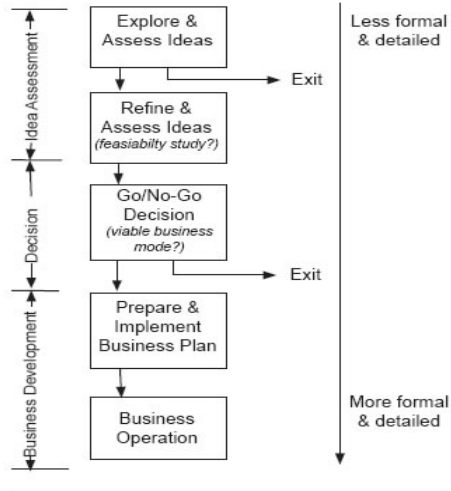 Explore &
Assess Ideas
Less formal
& detailed
Exit
Idea Assessment
Refine &
Assess Ideas
(feasiabilty study?)
Go/No-Go
Decision
(viable business
mode?)
Decision
Exit
Prepare &
Implement
Business Plan
Business Development
More formal
& detailed
Business
Operation